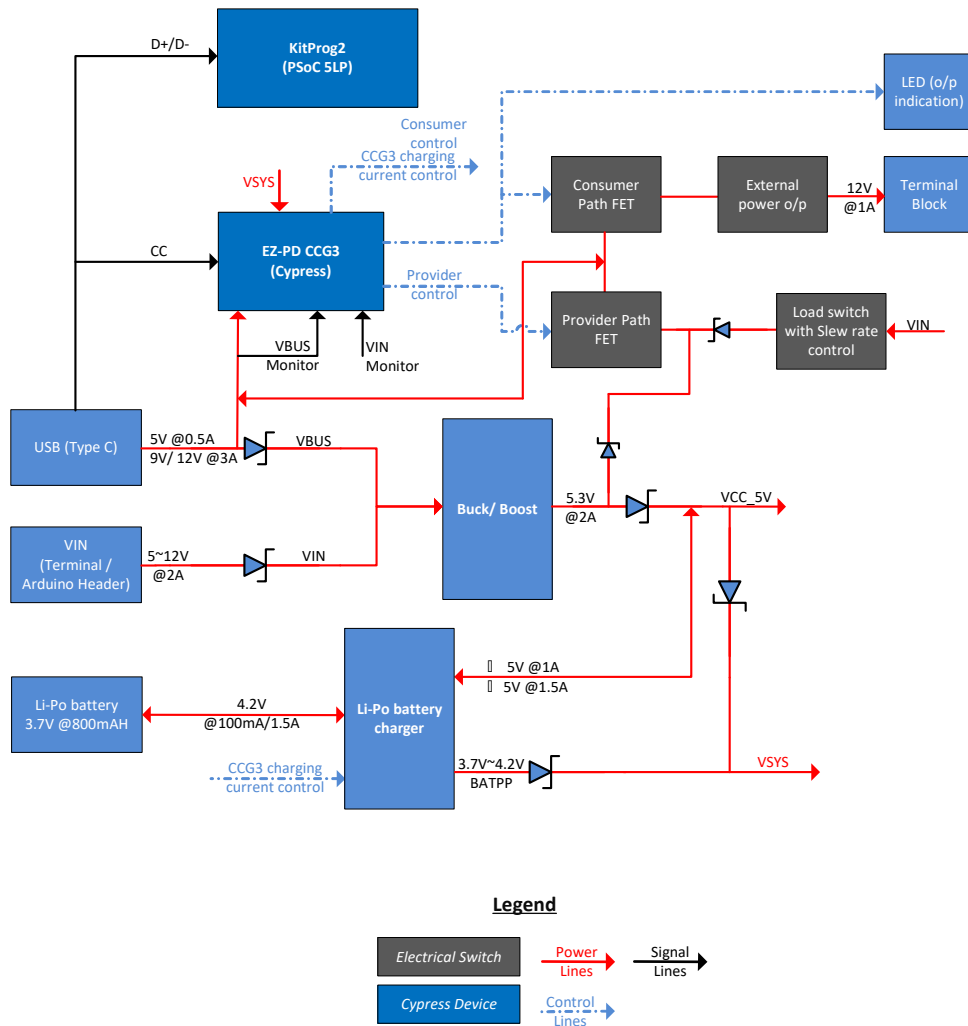 D+/D-
KitProg2
(PSoC 5LP)
LED (o/p
indication)
Consumer
control
CCG3 charging
current control
VSYS
Consumer
Path FET
External
power o/p
12V
@1A
Terminal
Block
CC
EZ-PD CCG3
(Cypress)
Provider
control
Provider Path
FET
Load switch
with Slew rate
control
VIN
VBUS
Monitor
VIN
Monitor
USB (Type C)
5V @0.5A
9V/ 12V @3A
VBUS
Buck/ Boost
5.3V
@2A
VCC_5V
VIN
(Terminal /
Arduino Header)
5~12V
@2A
VIN
5V @1A
5V @1.5A
Li-Po battery
3.7V @800mAH
4.2V
@100mA/1.5A
Li-Po battery
charger
CCG3 charging
current control
3.7V~4.2V
BATPP
VSYS
Legend
Electrical Switch
Power
Lines
Signal
Lines
Cypress Device
Control
Lines